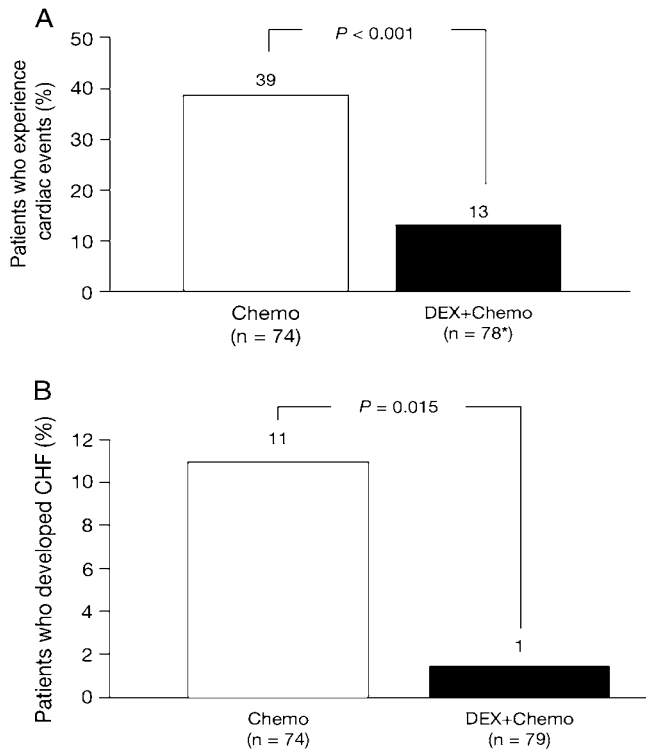 A
Patients who experience
cardiac events (%)
50
40
30
20
10
0
P < 0.001
39
13
Chemo
(n = 74)
DEX+Chemo
(n = 78*)
B
Patients who developed CHF (%)
12
10
8
6
4
2
0
P = 0.015
11
1
Chemo
(n = 74)
DEX+Chemo
(n = 79)